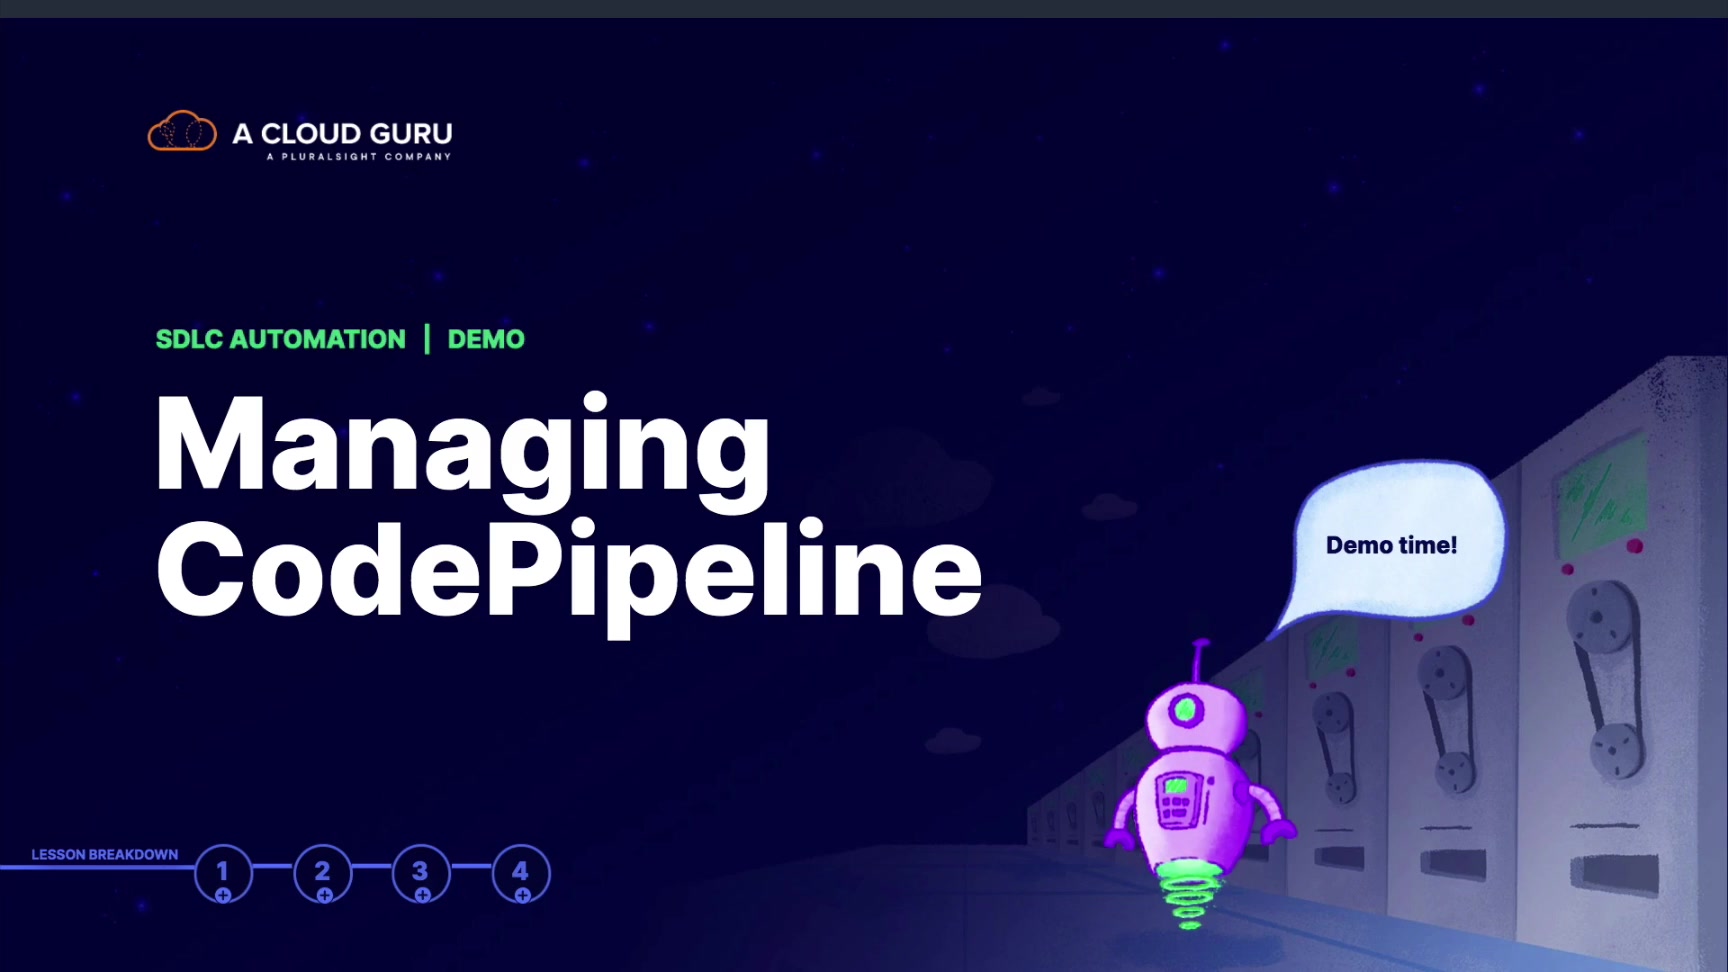 A CLOUD GURU
A PLURALSIGHT COMPANY
SDLC AUTOMATION | DEMO
Managing
CodePipeline
Demo time!
LESSON BREAKDOWN
1 2 3 4